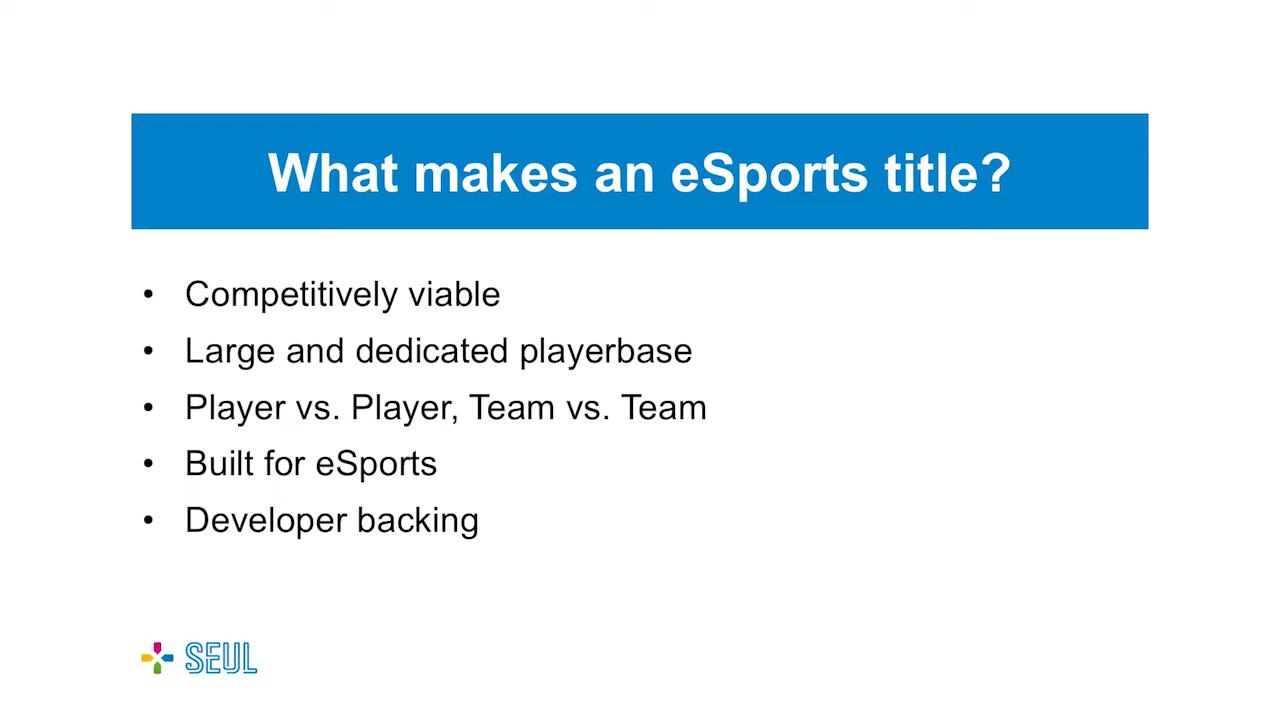 What makes an eSports title?
• Competitively viable
• Large and dedicated playerbase
• Player vs. Player, Team vs. Team
• Built for eSports
• Developer backing
SEUL